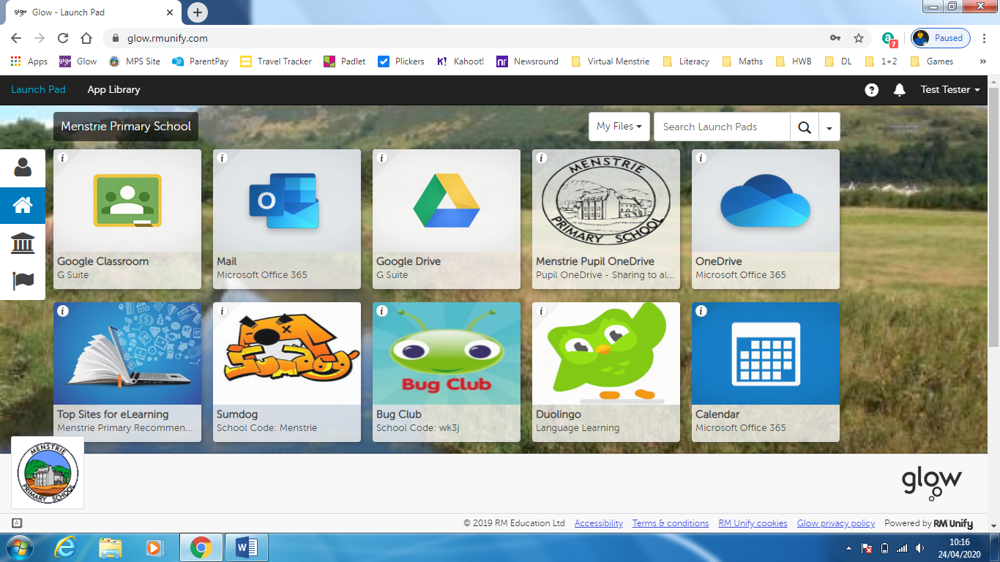 glow Glow - Launch Pad
glow.rmunify.com
7
Paused
Apps
glow Glow
MPS Site
ParentPay
Travel Tracker
Padlet
Plickers
K! Kahoot!
nr Newsround
Virtual Menstrie
Literacy
Maths
HWB
DL
1+2
Games
»
Launch Pad
App Library
Test Tester
Menstrie Primary School
My Files
Search Launch Pads
MENSTRIE
PRIMARY SCHOOL
Google Classroom
G Suite
Mail
Microsoft Office 365
Google Drive
G Suite
Menstrie Pupil OneDrive
Pupil OneDrive - Sharing to al...
OneDrive
Microsoft Office 365
Sumdog
Bug Club
Top Sites for eLearning
Menstrie Primary Recommen...
Sumdog
School Code: Menstrie
Bug Club
School Code: wk3j
Duolingo
Language Learning
Calendar
Microsoft Office 365
MENSTRIE
PRIMARY SCHOOL
glow
© 2019 RM Education Ltd
Accessibility
Terms & conditions
RM Unify cookies
Glow privacy policy
Powered by RM Unify
10:16
24/04/2020